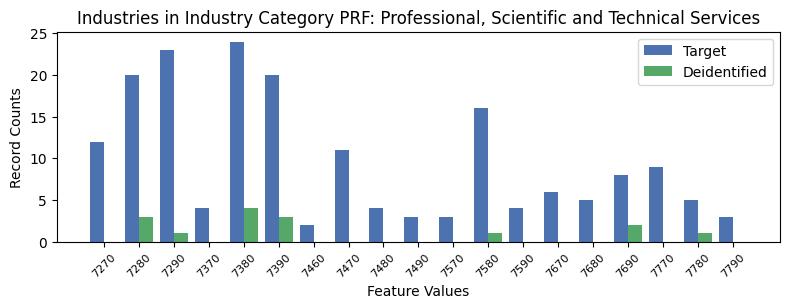 Industries in Industry Category PRF: Professional, Scientific and Technical Services
Record Counts
25
20
15
10
5
0
Target
Deidentified
7270 7280 7290 7370 7380 7390 7460 7470 7480 7490 7570 7580 7590 7670 7680 7690 7770 7780 7790
Feature Values